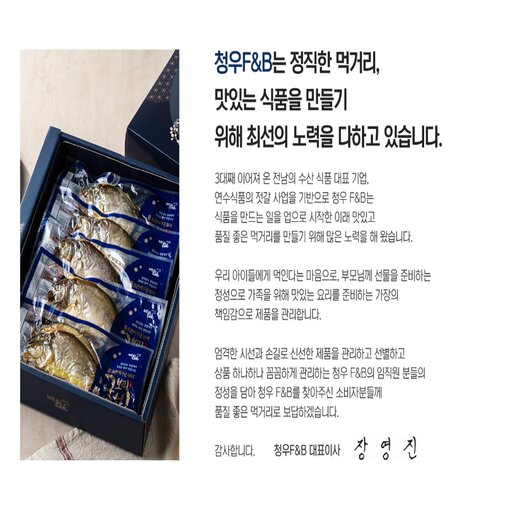 청우F&B는 정직한 먹거리,
맛있는 식품을 만들기
위해 최선의 노력을 다하고 있습니다.
3대째 이어져 온 전남의 수산 식품 대표 기업,
연수식품의 젓갈 사업을 기반으로 청우 F&B는
식품을 만드는 일을 업으로 시작한 이래 맛있고
품질 좋은 먹거리를 만들기 위해 많은 노력을 해 왔습니다.
우리 아이들에게 먹인다는 마음으로, 부모님께 선물을 준비하는
정성으로 가족을 위해 맛있는 요리를 준비하는 가장의
책임감으로 제품을 관리합니다.
엄격한 시선과 손길로 신선한 제품을 관리하고 선별하고
상품 하나하나 꼼꼼하게 관리하는 청우 F&B의 임직원 분들의
정성을 담아 청우 F&B를 찾아주신 소비자분들께
품질 좋은 먹거리로 보답하겠습니다.
감사합니다. 청우F&B 대표이사 장영진